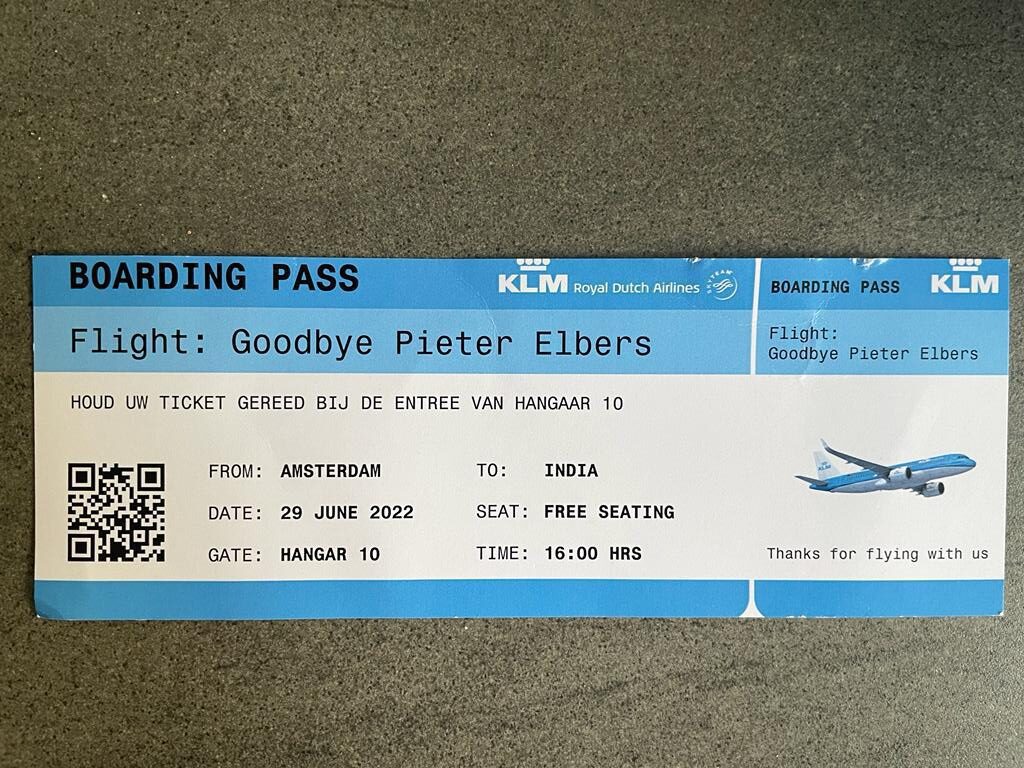 BOARDING PASS
KLM Royal Dutch Airlines
SKYTEAM
Flight: Goodbye Pieter Elbers
HOUD UW TICKET GEREED BIJ DE ENTREE VAN HANGAAR 10
FROM: AMSTERDAM TO: INDIA
DATE: 29 JUNE 2022 SEAT: FREE SEATING
GATE: HANGAR 10 TIME: 16:00 HRS
BOARDING PASS KLM
Flight:
Goodbye Pieter Elbers
KLM
Thanks for flying with us